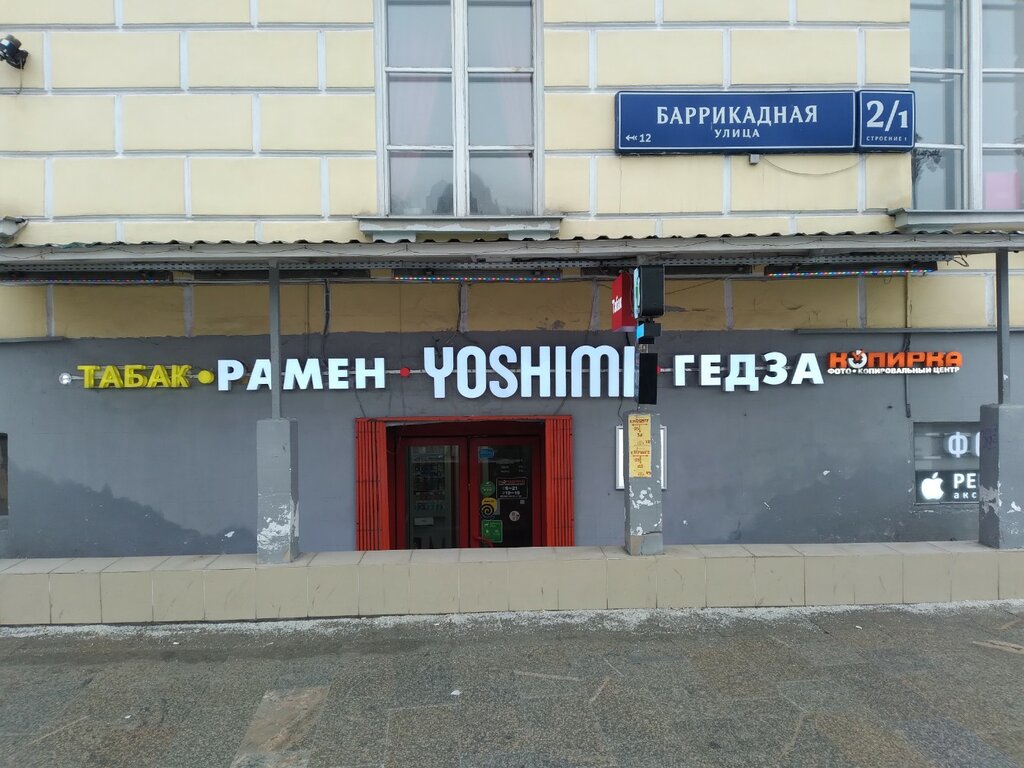 БАРРИКАДНАЯ
УЛИЦА
12
2/1
СТРОЕНИЕ 1
ТАБАК РАМЕН YOSHIMI ГЕДЗА КОПИРКА
ФОТО КОПИРОВАЛЬНЫЙ ЦЕНТР